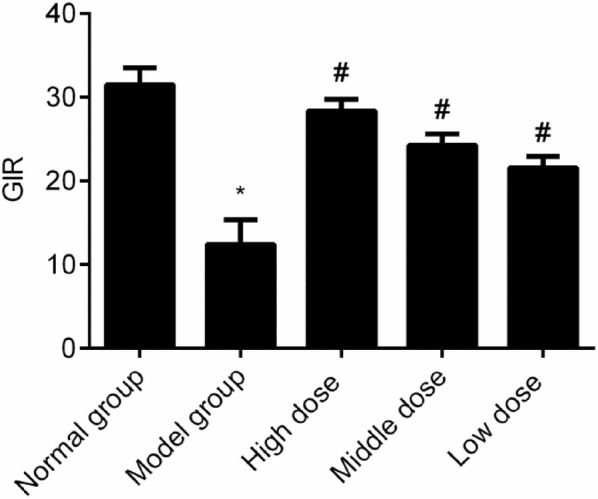 40
30
20
10
0
GIR
*
#
#
#
Normal group
Model group
High dose
Middle dose
Low dose